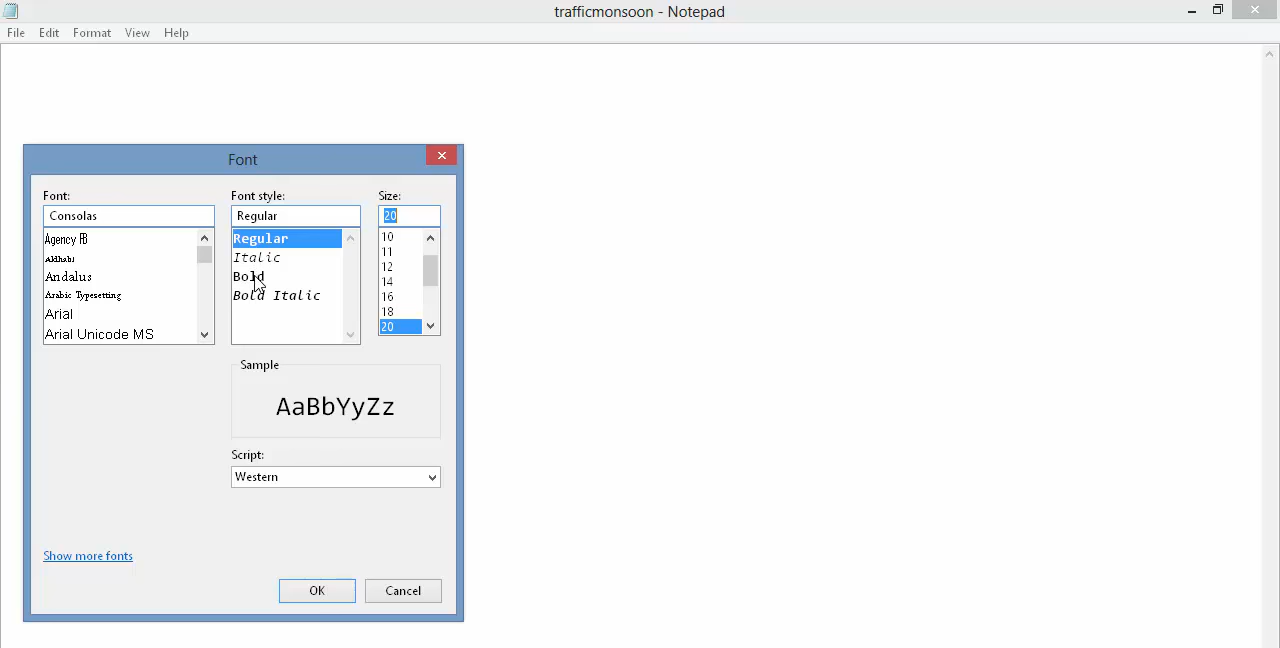 trafficmonsoon - Notepad
File Edit Format View Help
Font
Font: Font style: Size:
Consolas Regular 20
Agency FB
Aldhabi
Andalus
Arabic Typesetting
Arial
Arial Unicode MS
Regular
Italic
Bold
Bold Italic
10
11
12
14
16
18
20
Sample
AaBbYyZz
Script:
Western
Show more fonts
OK Cancel